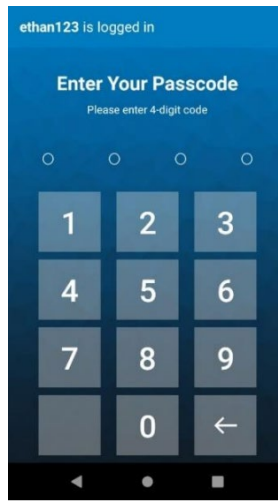 ethan123 is logged in
Enter Your Passcode
Please enter 4-digit code
1 2 3
4 5 6
7 8 9
0 ←